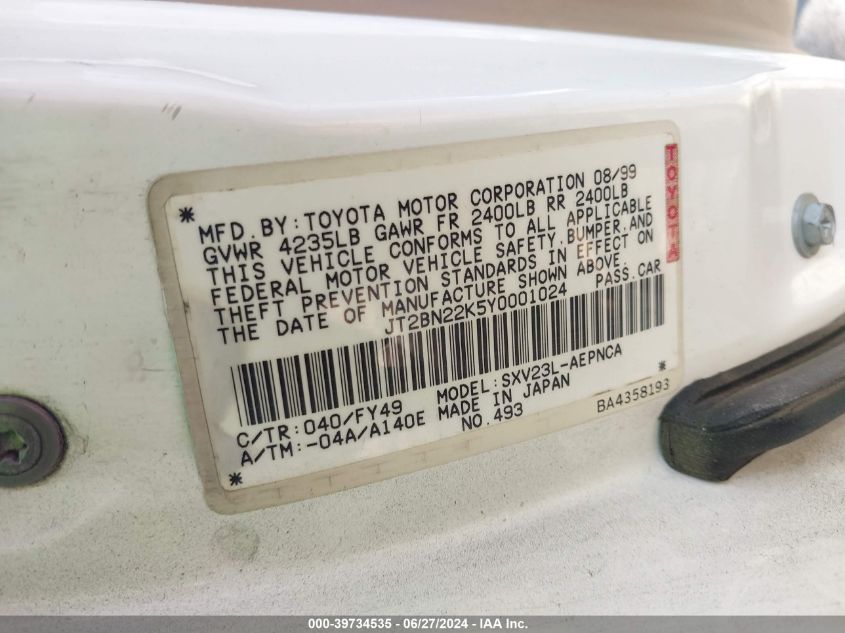 MFD.BY:TOYOTA MOTOR CORPORATION 08/99
GVWR 4235LB GAWR FR 2400LB RR 2400LB
THIS VEHICLE CONFORMS TO ALL APPLICABLE
FEDERAL MOTOR VEHICLE SAFETY,BUMPER,AND
THEFT PREVENTION STANDARDS IN EFFECT ON
THE DATE OF MANUFACTURE SHOWN ABOVE.
JT2BN22K5Y0001024 PASS.CAR
TOYOTA
C/TR:040/FY49 MODEL:SXV23L-AEPNCA
A/TM:-04A/A140E MADE IN JAPAN
NO.493 BA4358193
000-39734535 - 06/27/2024 - IAA Inc.